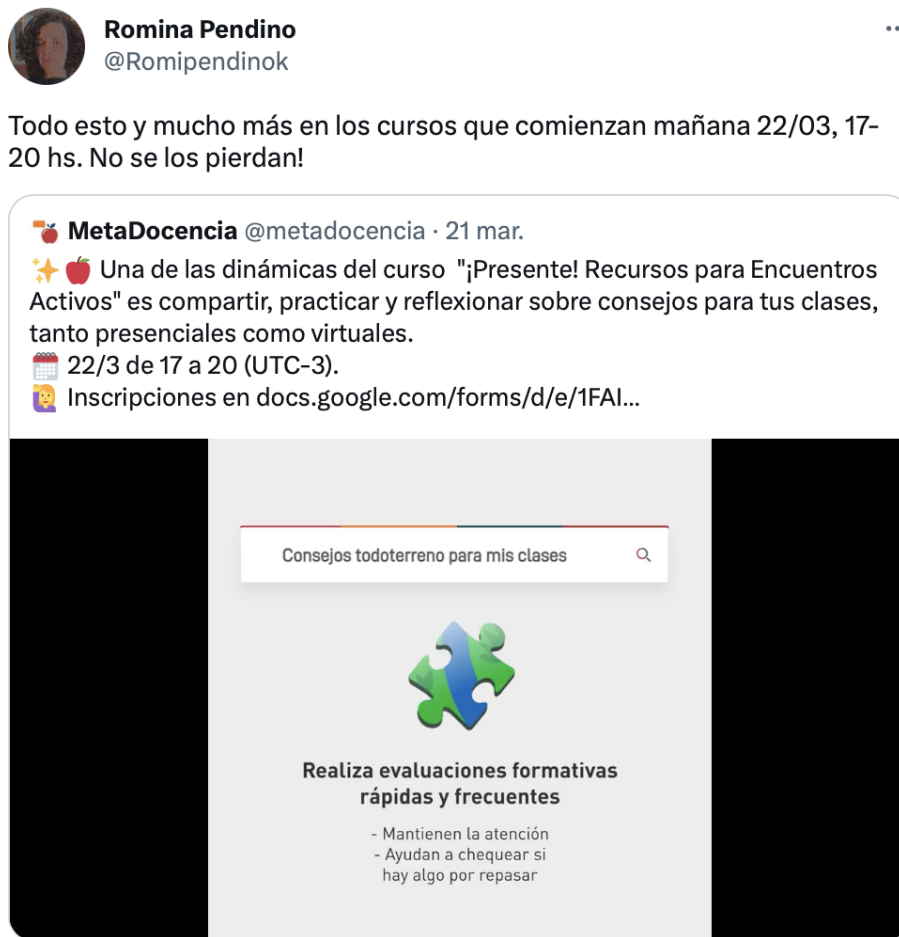 Romina Pendino
@Romipendinok
Todo esto y mucho más en los cursos que comienzan mañana 22/03, 17-
20 hs. No se los pierdan!
MetaDocencia @metadocencia · 21 mar.
✨🍎 Una de las dinámicas del curso "¡Presente! Recursos para Encuentros
Activos" es compartir, practicar y reflexionar sobre consejos para tus clases,
tanto presenciales como virtuales.
🗓️ 22/3 de 17 a 20 (UTC-3).
🙋‍♀️ Inscripciones en docs.google.com/forms/d/e/1FAI...
Consejos todoterreno para mis clases
Realiza evaluaciones formativas
rápidas y frecuentes
- Mantienen la atención
- Ayudan a chequear si
hay algo por repasar